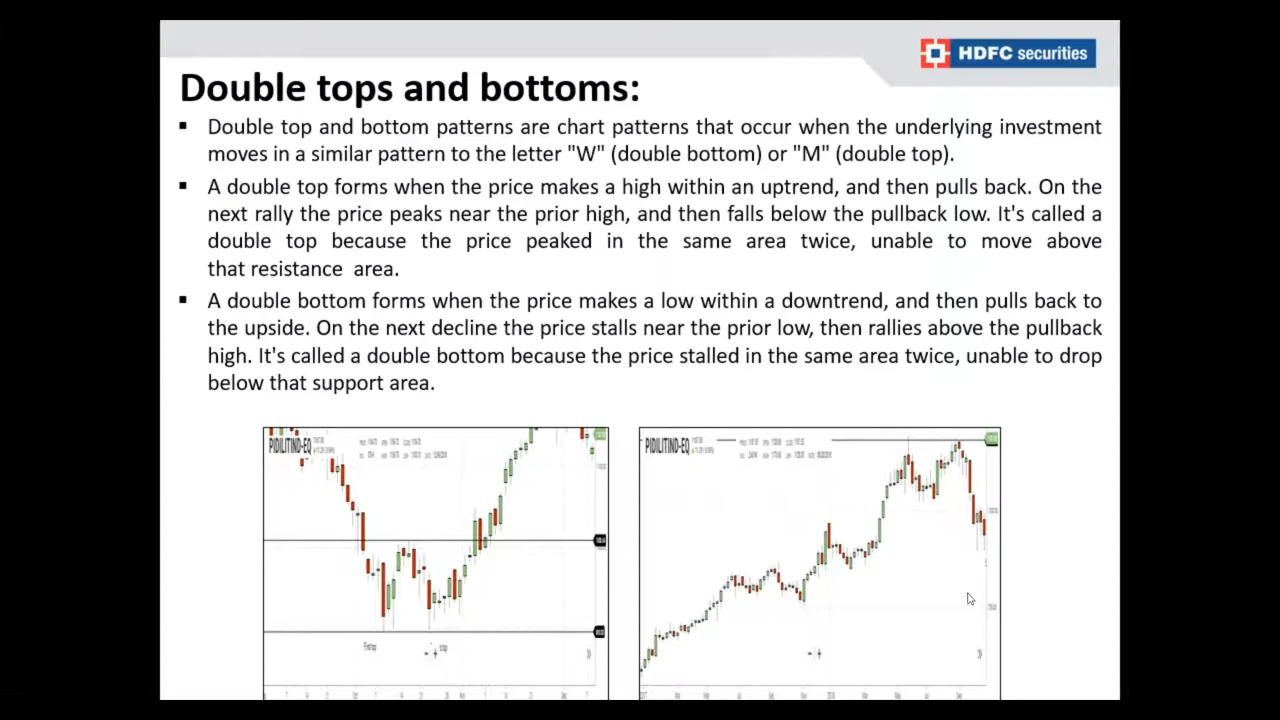 HDFC securities
Double tops and bottoms:
▪ Double top and bottom patterns are chart patterns that occur when the underlying investment
moves in a similar pattern to the letter "W" (double bottom) or "M" (double top).
▪ A double top forms when the price makes a high within an uptrend, and then pulls back. On the
next rally the price peaks near the prior high, and then falls below the pullback low. It's called a
double top because the price peaked in the same area twice, unable to move above
that resistance area.
▪ A double bottom forms when the price makes a low within a downtrend, and then pulls back to
the upside. On the next decline the price stalls near the prior low, then rallies above the pullback
high. It's called a double bottom because the price stalled in the same area twice, unable to drop
below that support area.
PIDILITIND-EQ
PIDILITIND-EQ